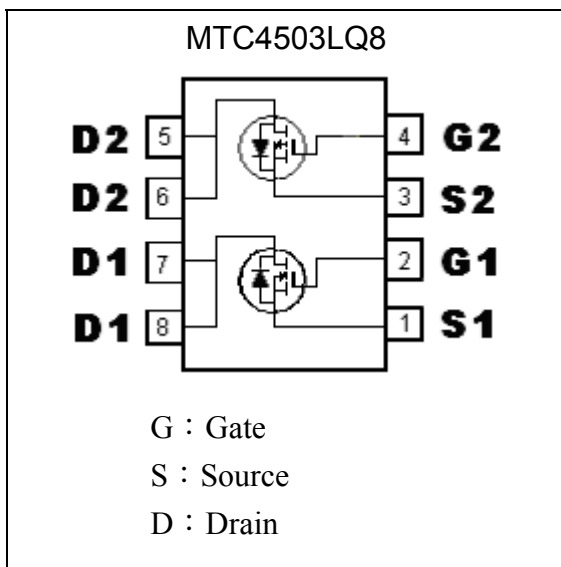 MTC4503LQ8
D2 5 4 G2
D2 6 3 S2
D1 7 2 G1
D1 8 1 S1
G：Gate
S：Source
D：Drain